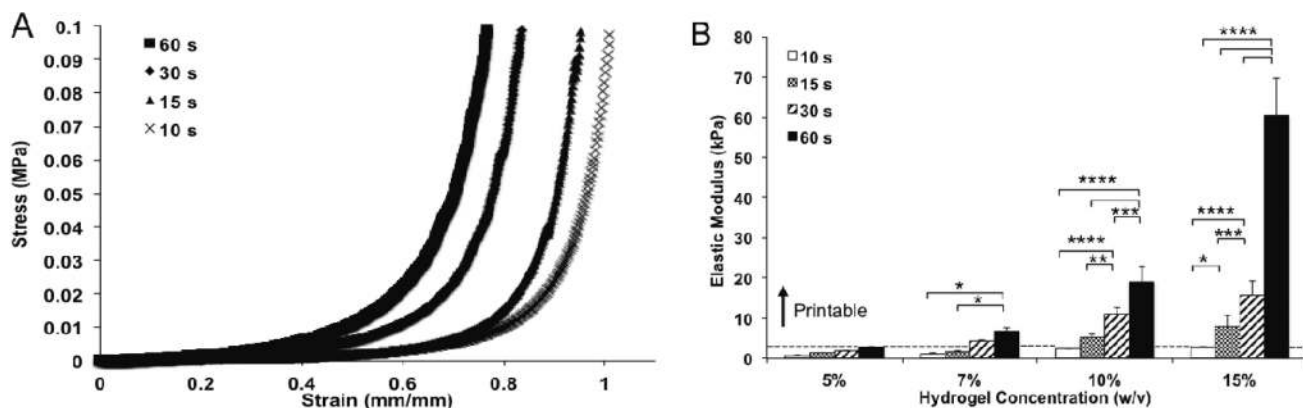 A
0.1
0.09
0.08
0.07
0.06
0.05
0.04
0.03
0.02
0.01
0
Stress (MPa)
60 s
30 s
15 s
10 s
0 0.2 0.4 0.6 0.8 1
Strain (mm/mm)
B
80
70
60
50
40
30
20
10
0
Elastic Modulus (kPa)
10 s
15 s
30 s
60 s
Printable
*
*
****
***
****
**
****
****
***
*
5% 7% 10% 15%
Hydrogel Concentration (w/v)